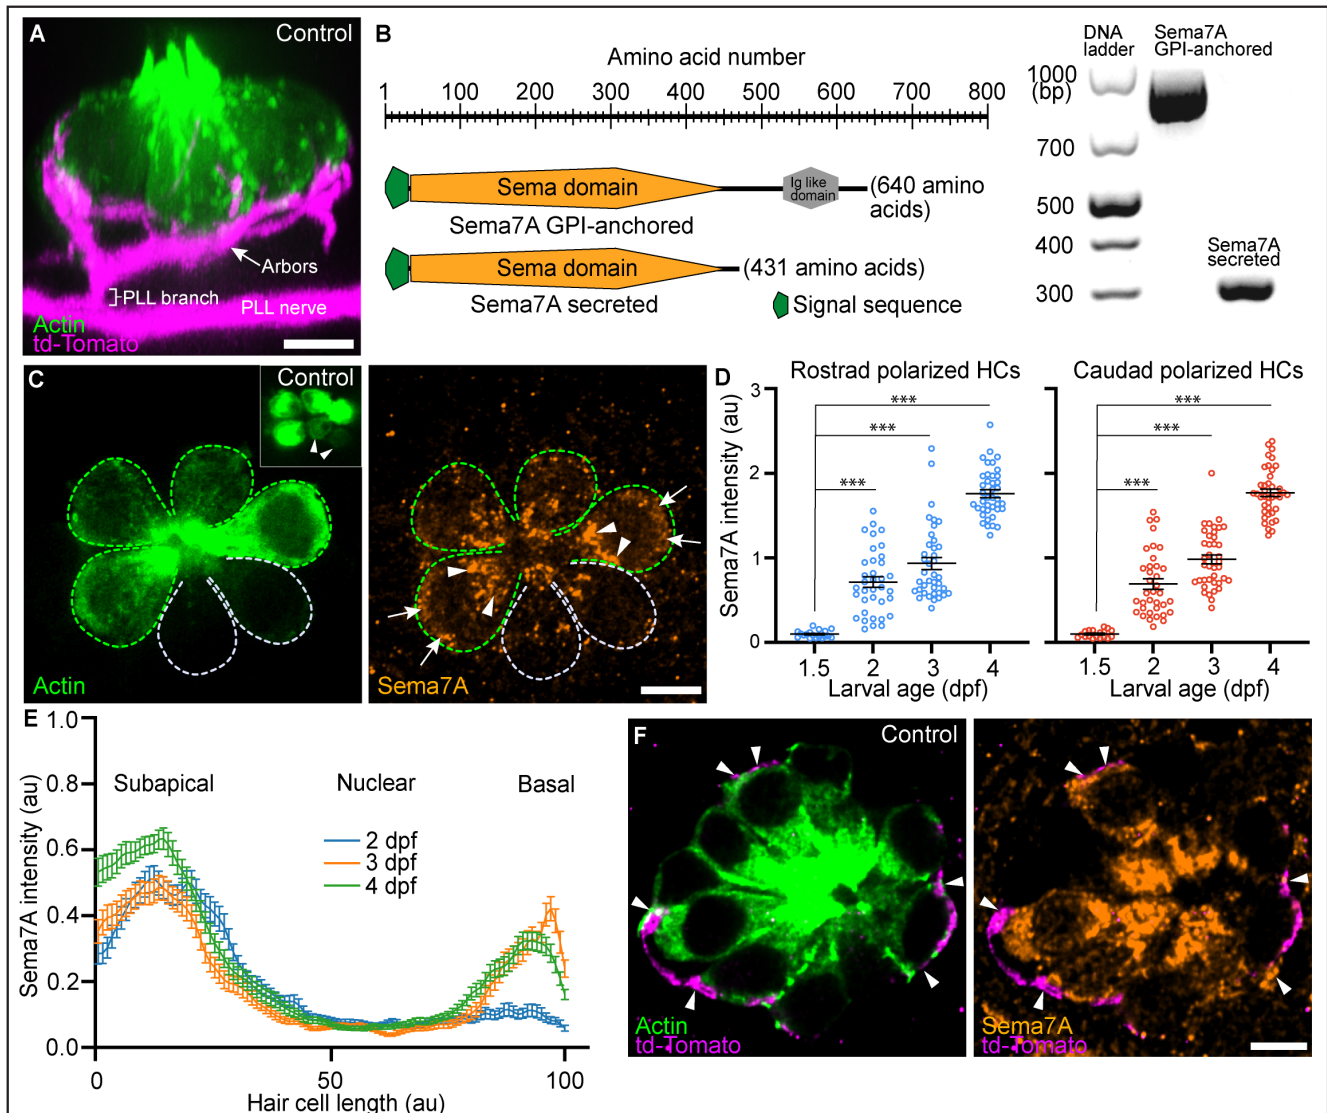 A
Control
Arbors
PLL branch
PLL nerve
Actin
td-Tomato
B
Amino acid number
1 100 200 300 400 500 600 700 800
Sema domain
Ig like
domain
(640 amino
acids)
Sema7A GPI-anchored
Sema domain
(431 amino acids)
Sema7A secreted
Signal sequence
DNA
ladder
Sema7A
GPI-anchored
1000
(bp)
700
500
400
300
Sema7A
secreted
C
Control
Actin
Sema7A
D
Rostrad polarized HCs
Caudad polarized HCs
Sema7A intensity (au)
3
2
1
0
***
***
***
***
***
***
1.5 2 3 4
Larval age (dpf)
1.5 2 3 4
Larval age (dpf)
E
Sema7A intensity (au)
1.0
0.8
0.6
0.4
0.2
0.0
Subapical
Nuclear
Basal
2 dpf
3 dpf
4 dpf
0 50 100
Hair cell length (au)
F
Control
Actin
td-Tomato
Sema7A
td-Tomato